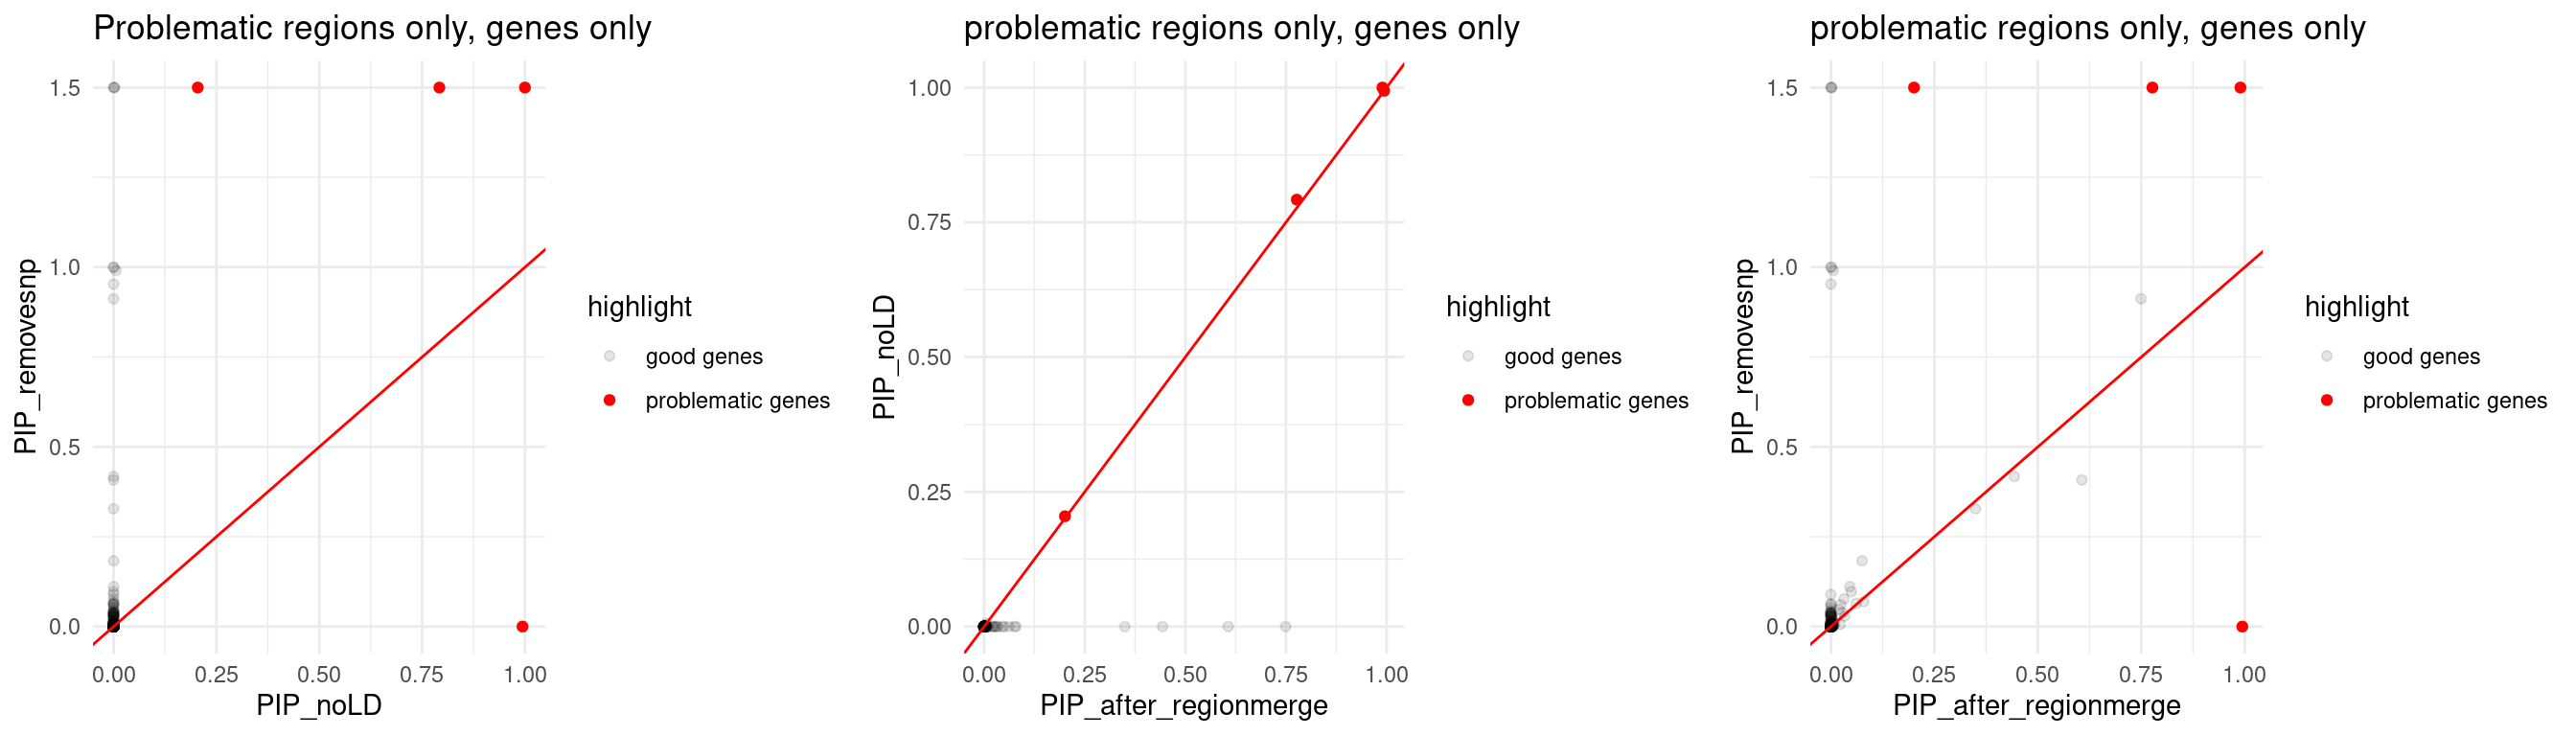 Problematic regions only, genes only
PIP_removesnp
1.5
1.0
0.5
0.0
0.00 0.25 0.50 0.75 1.00
PIP_noLD
highlight
good genes
problematic genes
problematic regions only, genes only
PIP_noLD
1.00
0.75
0.50
0.25
0.00
0.00 0.25 0.50 0.75 1.00
PIP_after_regionmerge
highlight
good genes
problematic genes
problematic regions only, genes only
PIP_removesnp
1.5
1.0
0.5
0.0
0.00 0.25 0.50 0.75 1.00
PIP_after_regionmerge
highlight
good genes
problematic genes